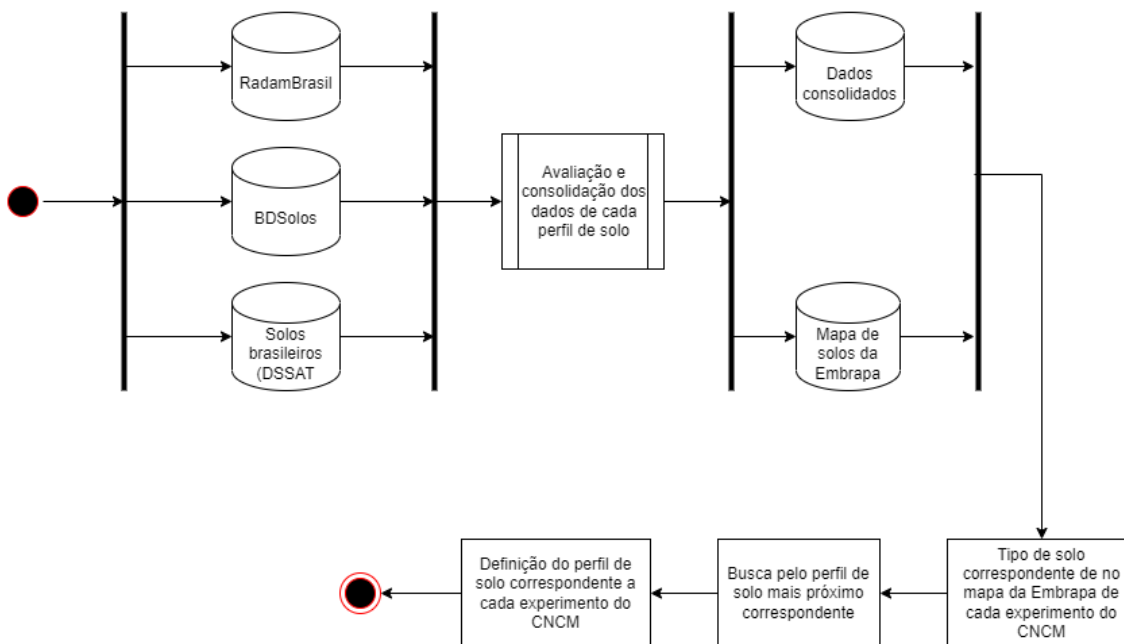 RadamBrasil
BDSolos
Solos
brasileiros
(DSSAT
Avaliação e
consolidação dos
dados de cada
perfil de solo
Dados
consolidados
Mapa de
solos da
Embrapa
Tipo de solo
correspondente de no
mapa da Embrapa de
cada experimento do
CNCM
Busca pelo perfil de
solo mais próximo
correspondente
Definição do perfil de
solo correspondente a
cada experimento do
CNCM